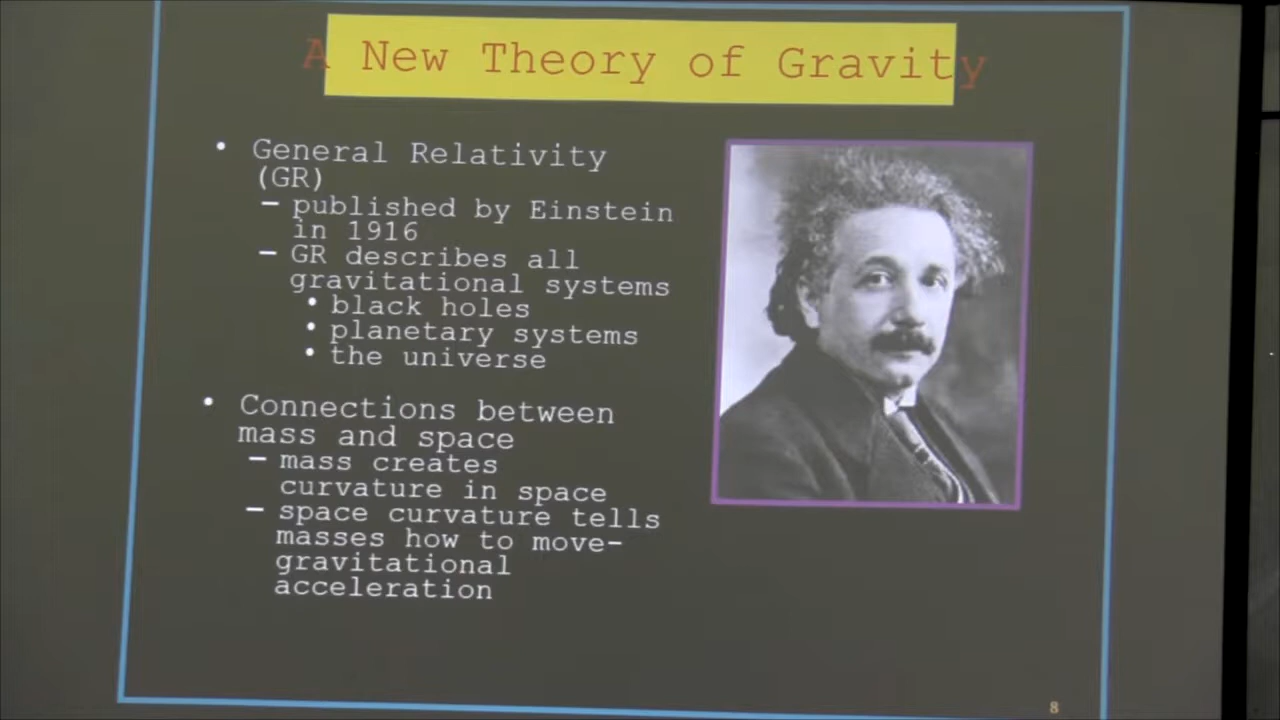 A New Theory of Gravity
• General Relativity
(GR)
– published by Einstein
in 1916
– GR describes all
gravitational systems
• black holes
• planetary systems
• the universe
• Connections between
mass and space
– mass creates
curvature in space
– space curvature tells
masses how to move-
gravitational
acceleration
8